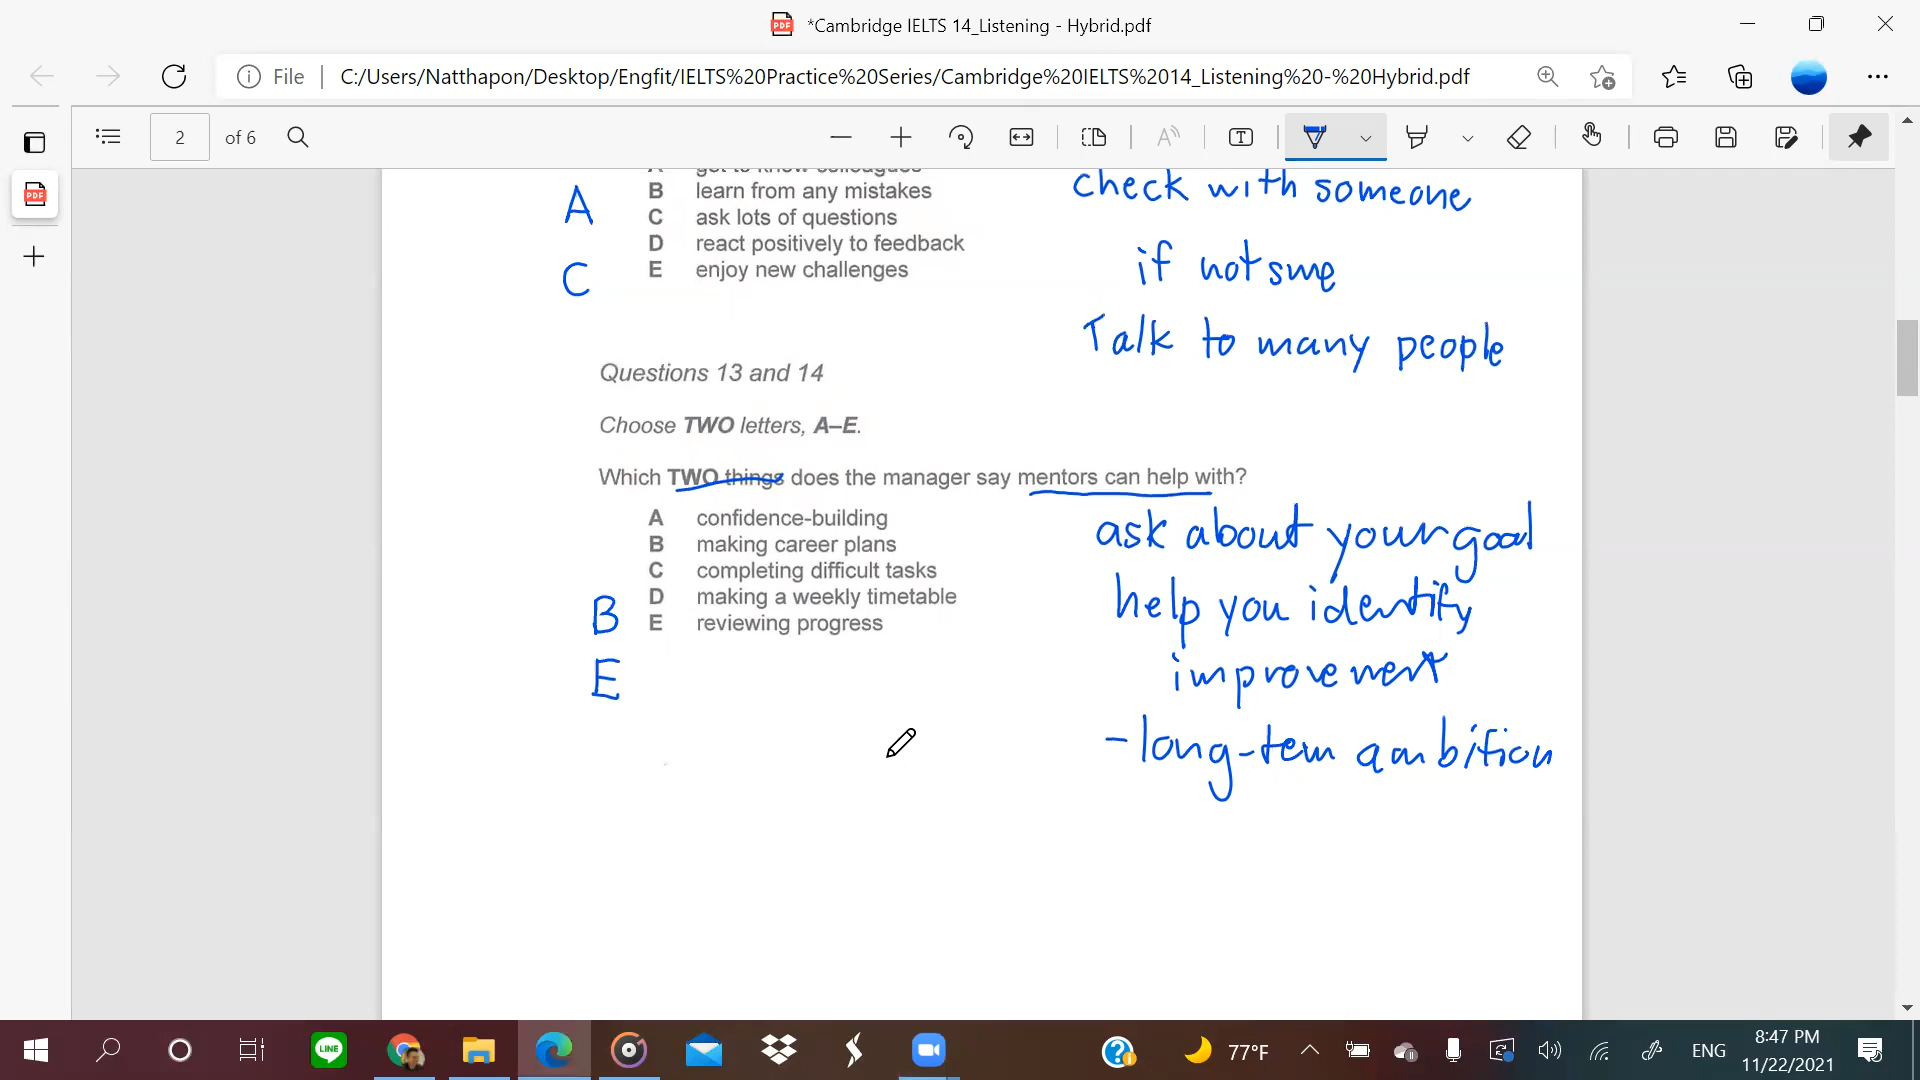 *Cambridge IELTS 14_Listening - Hybrid.pdf
File
C:/Users/Natthapon/Desktop/Engfit/IELTS%20Practice%20Series/Cambridge%20IELTS%2014_Listening%20-%20Hybrid.pdf
2 of 6
A get to know colleagues
B learn from any mistakes
C ask lots of questions
D react positively to feedback
E enjoy new challenges
A
C
check with someone
if not sure
Talk to many people
Questions 13 and 14
Choose TWO letters, A–E.
Which TWO things does the manager say mentors can help with?
A confidence-building
B making career plans
C completing difficult tasks
D making a weekly timetable
E reviewing progress
B
E
ask about your goal
help you identify
improvement
-long-term ambition
LINE
77°F
ENG
8:47 PM
11/22/2021